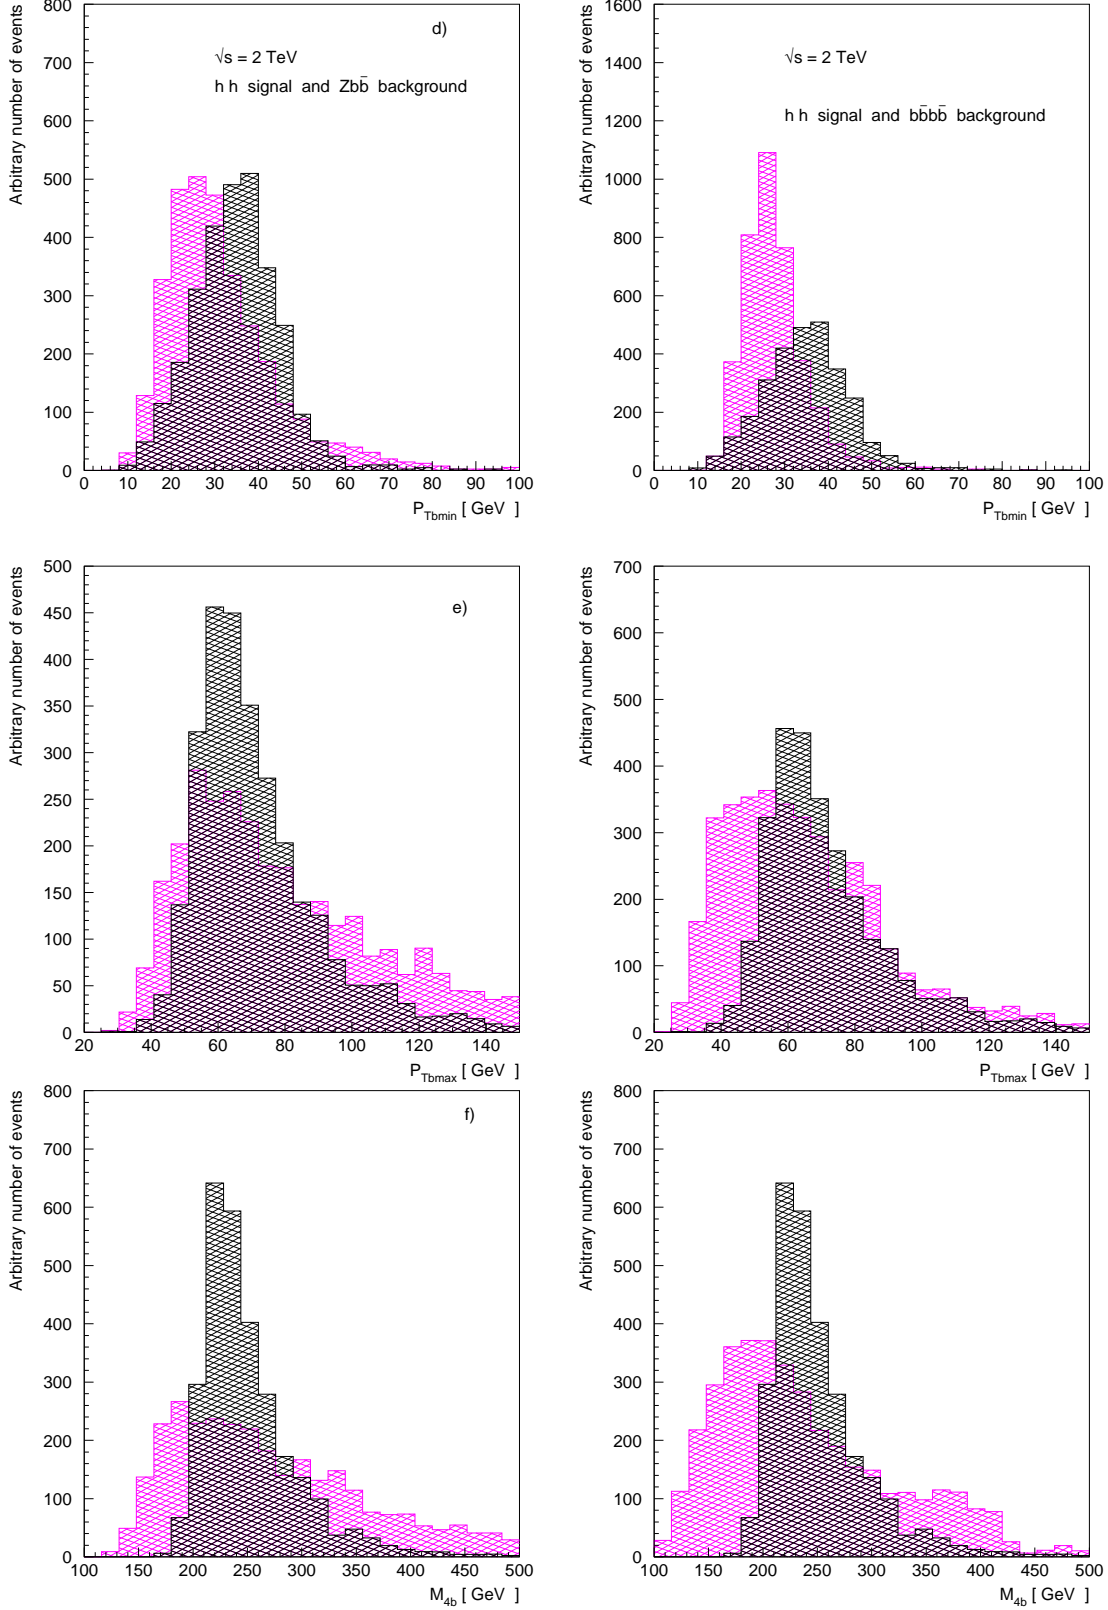 800
700
600
500
400
300
200
100
0
Arbitrary number of events
d)
√s = 2 TeV
h h signal and Zbb̄ background
0 10 20 30 40 50 60 70 80 90 100
P_Tbmin [ GeV ]
1600
1400
1200
1000
800
600
400
200
0
Arbitrary number of events
√s = 2 TeV
h h signal and bb̄bb̄ background
0 10 20 30 40 50 60 70 80 90 100
P_Tbmin [ GeV ]
500
450
400
350
300
250
200
150
100
50
0
Arbitrary number of events
e)
20 40 60 80 100 120 140
P_Tbmax [ GeV ]
700
600
500
400
300
200
100
0
Arbitrary number of events
20 40 60 80 100 120 140
P_Tbmax [ GeV ]
800
700
600
500
400
300
200
100
0
Arbitrary number of events
f)
100 150 200 250 300 350 400 450 500
M_4b [ GeV ]
800
700
600
500
400
300
200
100
0
Arbitrary number of events
100 150 200 250 300 350 400 450 500
M_4b [ GeV ]